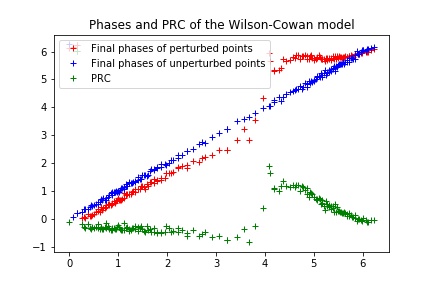 Phases and PRC of the Wilson-Cowan model
Final phases of perturbed points
Final phases of unperturbed points
PRC
6
5
4
3
2
1
0
−1
0 1 2 3 4 5 6